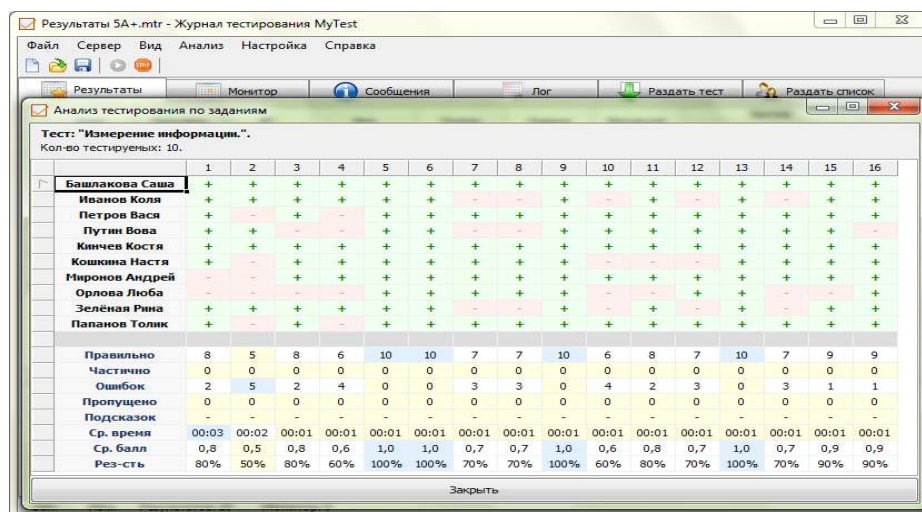 Результаты 5А+.mtr - Журнал тестирования MyTest
Файл Сервер Вид Анализ Настройка Справка
Результаты Монитор Сообщения Лог Раздать тест Раздать список
Анализ тестирования по заданиям
Тест: "Измерение информации.".
Кол-во тестируемых: 10.
1 2 3 4 5 6 7 8 9 10 11 12 13 14 15 16
Башлакова Саша + + + + + + + + + + + + + + + +
Иванов Коля + + + + + + - - + - + - + - + +
Петров Вася + - + - + + + + + + + + + + + +
Путин Вова + + - - + + - - + + + + + + + -
Кинчев Костя + + + + + + + + + + + + + + + +
Кошкина Настя + - + + + + + + + - - - + + + +
Миронов Андрей - - + + + + + + + + + + + + + +
Орлова Люба - - - - + + + + + - - + + - - +
Зелёная Рина + + + + + + - - + - + - + - + +
Папанов Толик + - + - + + + + + + + + + + + +
Правильно 8 5 8 6 10 10 7 7 10 6 8 7 10 7 9 9
Частично 0 0 0 0 0 0 0 0 0 0 0 0 0 0 0 0
Ошибок 2 5 2 4 0 0 3 3 0 4 2 3 0 3 1 1
Пропущено 0 0 0 0 0 0 0 0 0 0 0 0 0 0 0 0
Подсказок - - - - - - - - - - - - - - - -
Ср. время 00:03 00:02 00:01 00:01 00:01 00:01 00:01 00:01 00:01 00:01 00:01 00:01 00:01 00:01 00:01 00:01
Ср. балл 0,8 0,5 0,8 0,6 1,0 1,0 0,7 0,7 1,0 0,6 0,8 0,7 1,0 0,7 0,9 0,9
Рез-сть 80% 50% 80% 60% 100% 100% 70% 70% 100% 60% 80% 70% 100% 70% 90% 90%
Закрыть